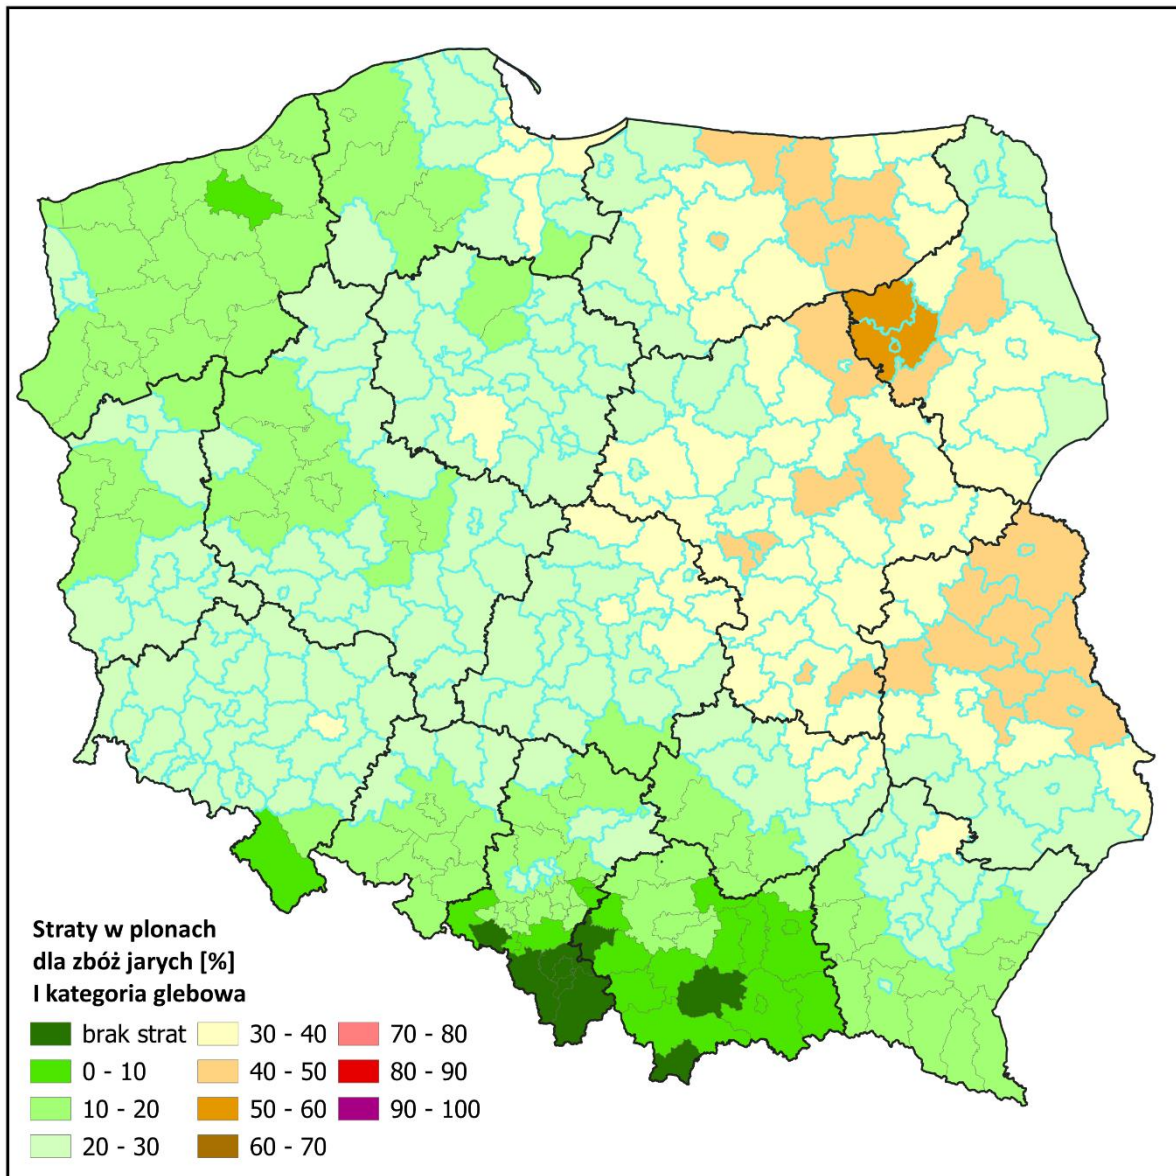 Straty w plonach
dla zbóż jarych [%]
I kategoria glebowa
brak strat
0 - 10
10 - 20
20 - 30
30 - 40
40 - 50
50 - 60
60 - 70
70 - 80
80 - 90
90 - 100